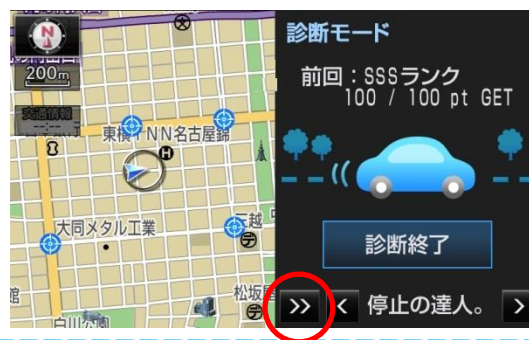 N
200m
交通情報
--:--
東横INN名古屋錦
H
大同メタル工業
三越
松坂屋
館
白川公園
診断モード
前回：SSSランク
100 / 100 pt GET
診断終了
>>
<
停止の達人。
>